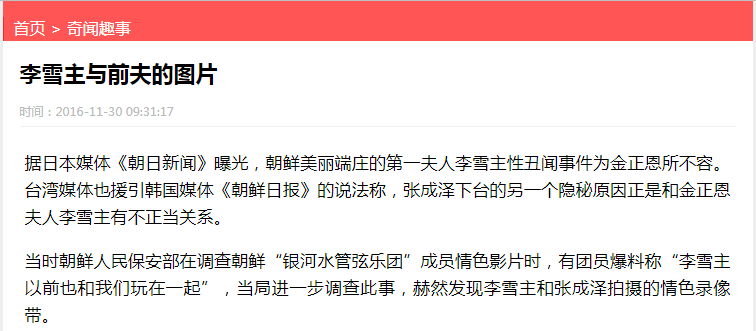 首页 > 奇闻趣事
李雪主与前夫的图片
时间：2016-11-30 09:31:17
据日本媒体《朝日新闻》曝光，朝鲜美丽端庄的第一夫人李雪主性丑闻事件为金正恩所不容。
台湾媒体也援引韩国媒体《朝鲜日报》的说法称，张成泽下台的另一个隐秘原因正是和金正恩
夫人李雪主有不正当关系。
当时朝鲜人民保安部在调查朝鲜“银河水管弦乐团”成员情色影片时，有团员爆料称“李雪主
以前也和我们玩在一起”，当局进一步调查此事，赫然发现李雪主和张成泽拍摄的情色录像
带。